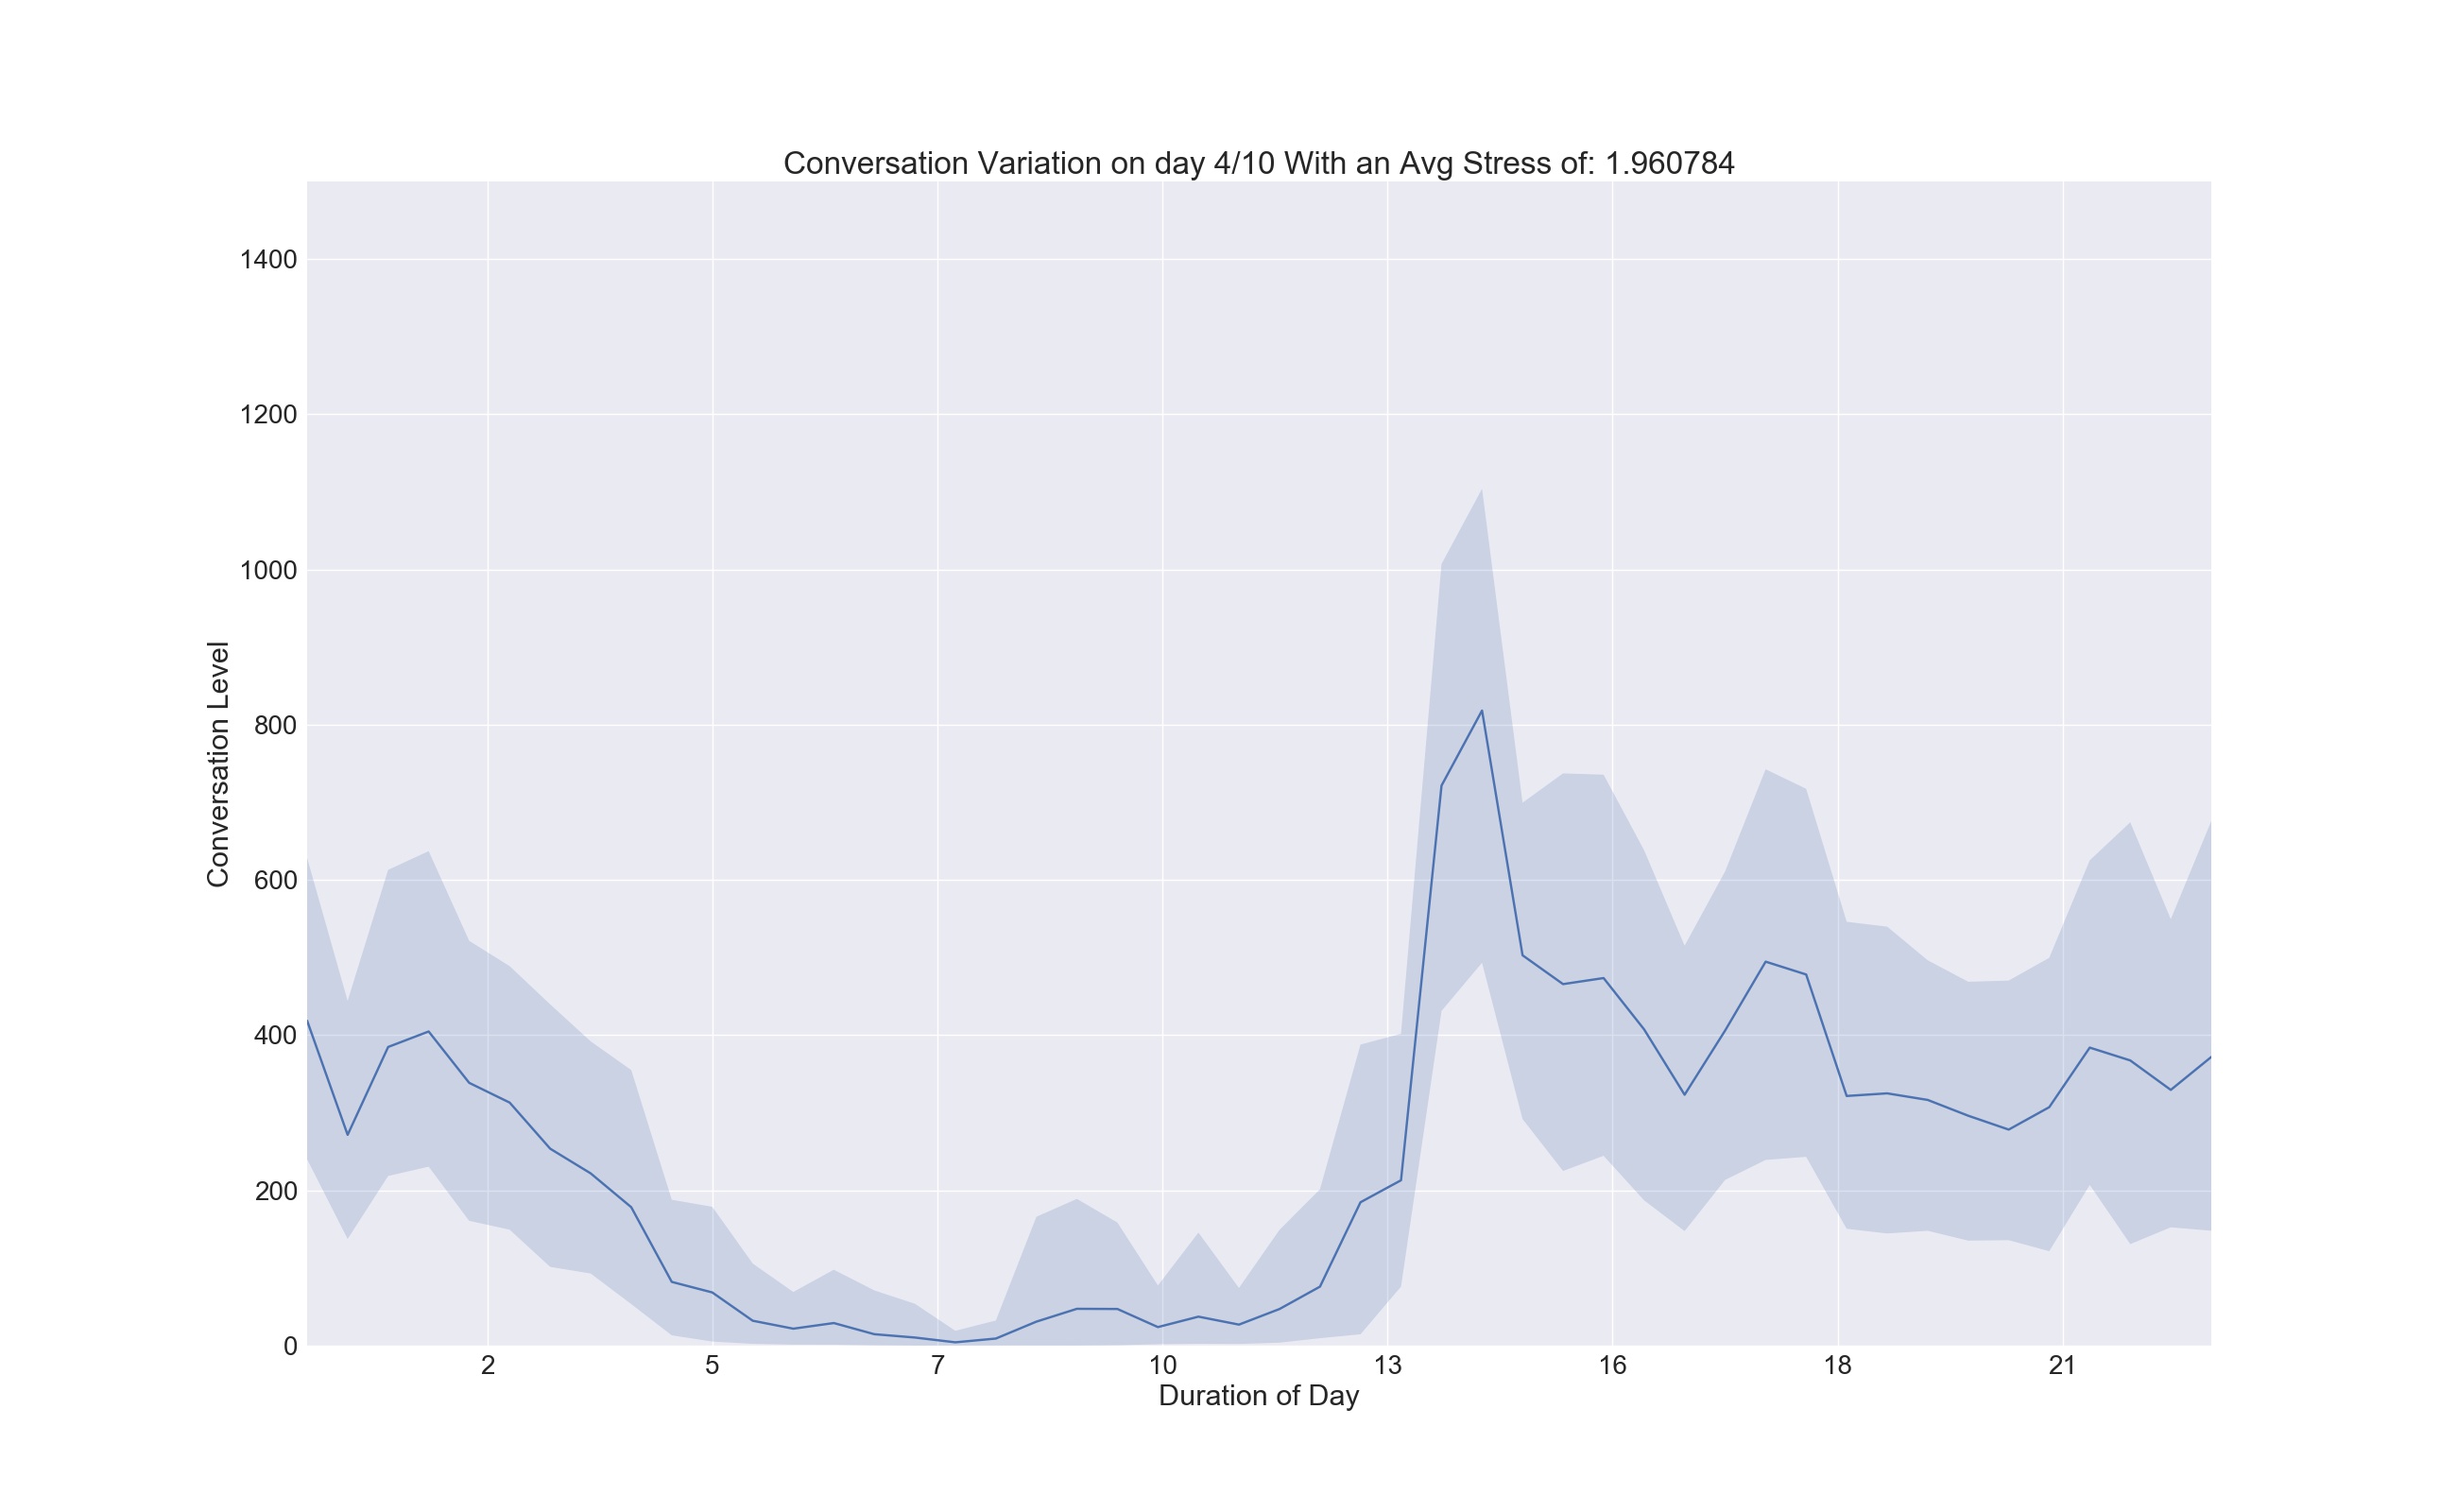 Conversation Variation on day 4/10 With an Avg Stress of: 1.960784
1400
1200
1000
800
600
400
200
0
Conversation Level
2 5 7 10 13 16 18 21
Duration of Day